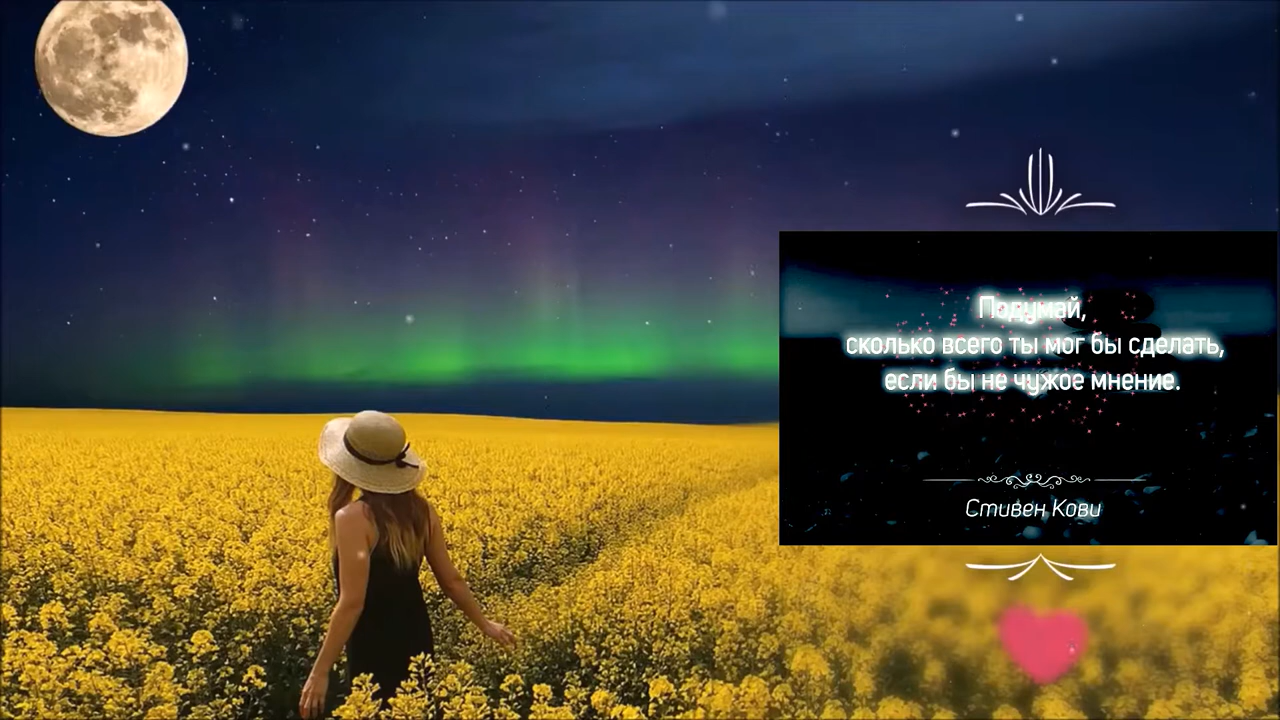 Подумай,
сколько всего ты мог бы сделать,
если бы не чужое мнение.
Стивен Кови